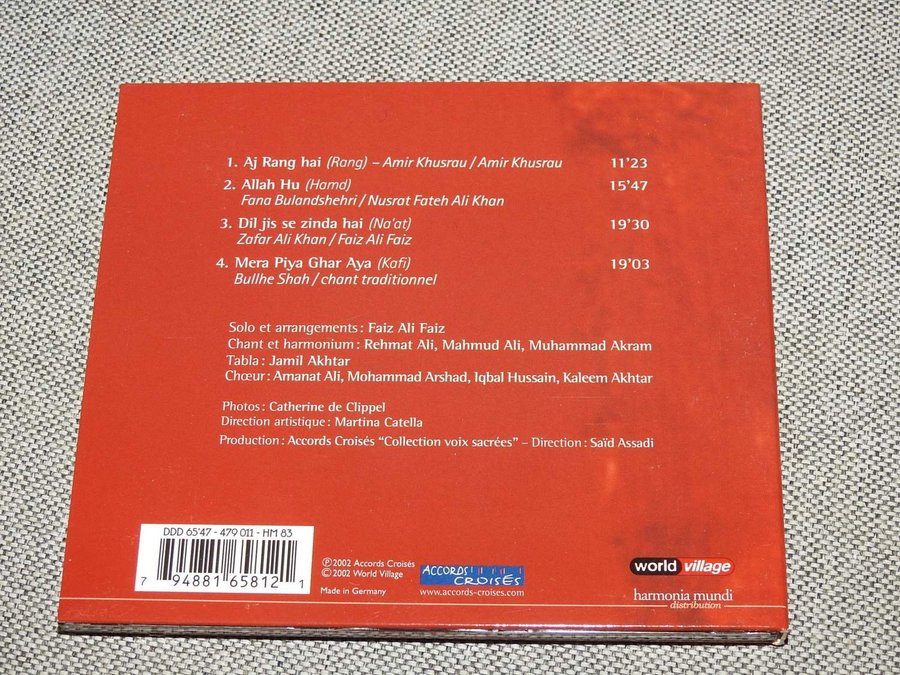 1. Aj Rang hai (Rang) – Amir Khusrau / Amir Khusrau 11'23
2. Allah Hu (Hamd) 15'47
Fana Bulandshehri / Nusrat Fateh Ali Khan
3. Dil jis se zinda hai (Na'at) 19'30
Zafar Ali Khan / Faiz Ali Faiz
4. Mera Piya Ghar Aya (Kafi) 19'03
Bullhe Shah / chant traditionnel
Solo et arrangements : Faiz Ali Faiz
Chant et harmonium : Rehmat Ali, Mahmud Ali, Muhammad Akram
Tabla : Jamil Akhtar
Chœur : Amanat Ali, Mohammad Arshad, Iqbal Hussain, Kaleem Akhtar
Photos : Catherine de Clippel
Direction artistique : Martina Catella
Production : Accords Croisés “Collection voix sacrées” – Direction : Saïd Assadi
DDD 65'47 - 479 011 - HM 83
7 94881 65812 1
℗2002 Accords Croisés
©2002 World Village
Made in Germany
ACCORDS
CROISÉS
www.accords-croises.com
world village
harmonia mundi
distribution